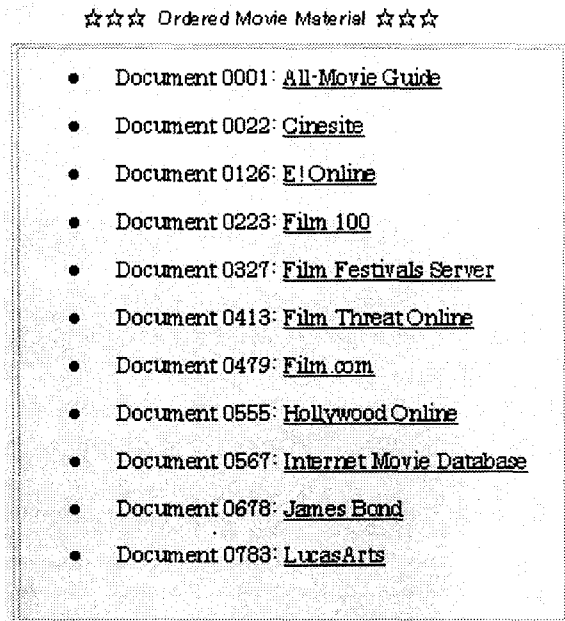 ☆☆☆ Ordered Movie Material ☆☆☆
● Document 0001: All-Movie Guide
● Document 0022: Cinesite
● Document 0126: E! Online
● Document 0223: Film 100
● Document 0327: Film Festivals Server
● Document 0413: Film Threat Online
● Document 0479: Film.com
● Document 0555: Hollywood Online
● Document 0567: Internet Movie Database
● Document 0678: James Bond
● Document 0783: LucasArts